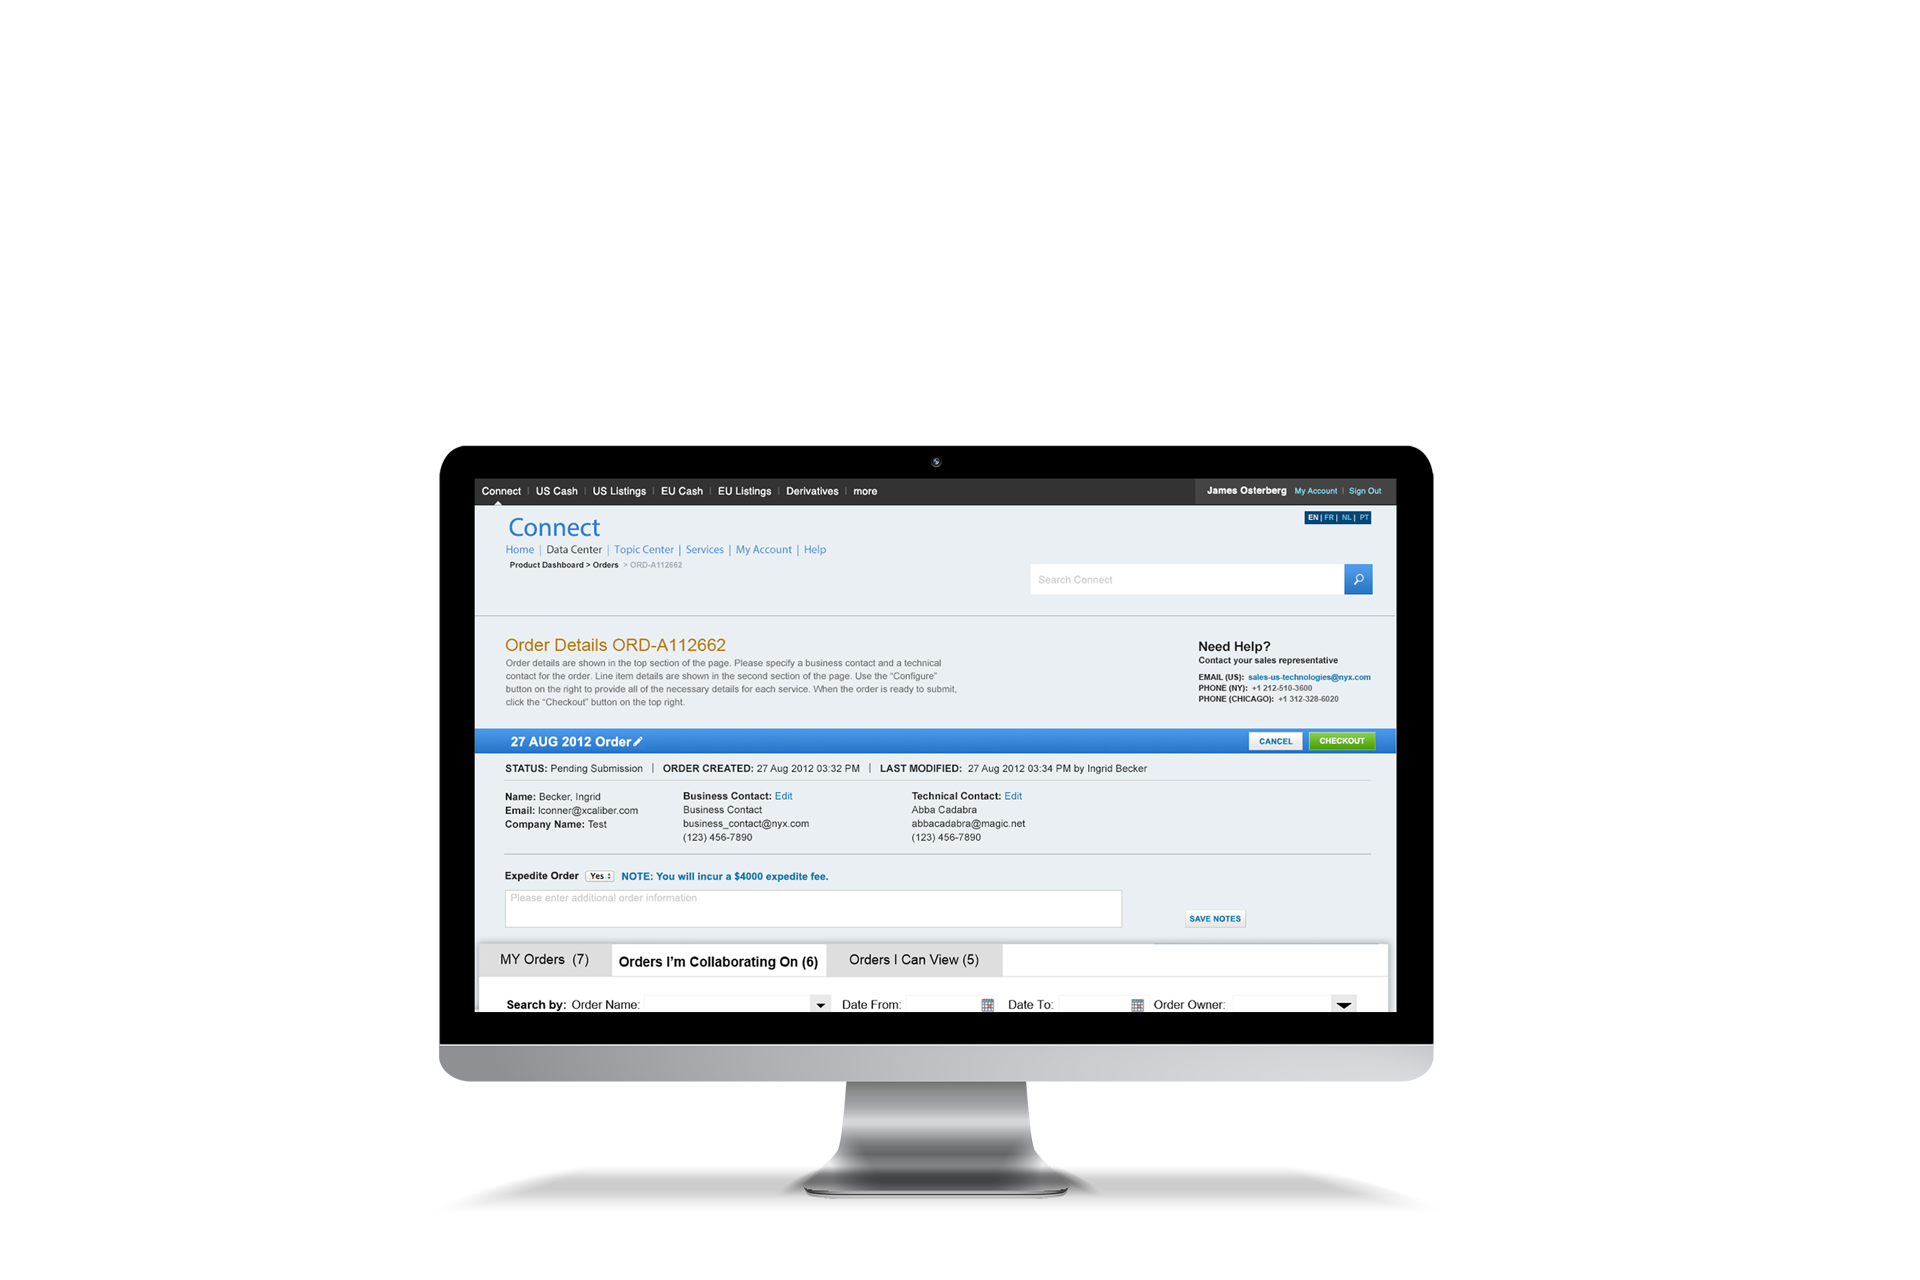 Connect | US Cash | US Listings | EU Cash | EU Listings | Derivatives | more
James Osterberg My Account | Sign Out
EN | FR | NL | PT
Connect
Home | Data Center | Topic Center | Services | My Account | Help
Product Dashboard > Orders > ORD-A112662
Search Connect
Order Details ORD-A112662
Order details are shown in the top section of the page. Please specify a business contact and a technical
contact for the order. Line item details are shown in the second section of the page. Use the “Configure”
button on the right to provide all of the necessary details for each service. When the order is ready to submit,
click the “Checkout” button on the top right.
Need Help?
Contact your sales representative
EMAIL (US): sales-us-technologies@nyx.com
PHONE (NY): +1 212-510-3600
PHONE (CHICAGO): +1 312-328-6020
27 AUG 2012 Order
CANCEL
CHECKOUT
STATUS: Pending Submission | ORDER CREATED: 27 Aug 2012 03:32 PM | LAST MODIFIED: 27 Aug 2012 03:34 PM by Ingrid Becker
Name: Becker, Ingrid
Email: lconner@xcaliber.com
Company Name: Test
Business Contact: Edit
Business Contact
business_contact@nyx.com
(123) 456-7890
Technical Contact: Edit
Abba Cadabra
abbacadabra@magic.net
(123) 456-7890
Expedite Order Yes NOTE: You will incur a $4000 expedite fee.
Please enter additional order information
SAVE NOTES
MY Orders (7)
Orders I’m Collaborating On (6)
Orders I Can View (5)
Search by: Order Name: Date From: Date To: Order Owner: